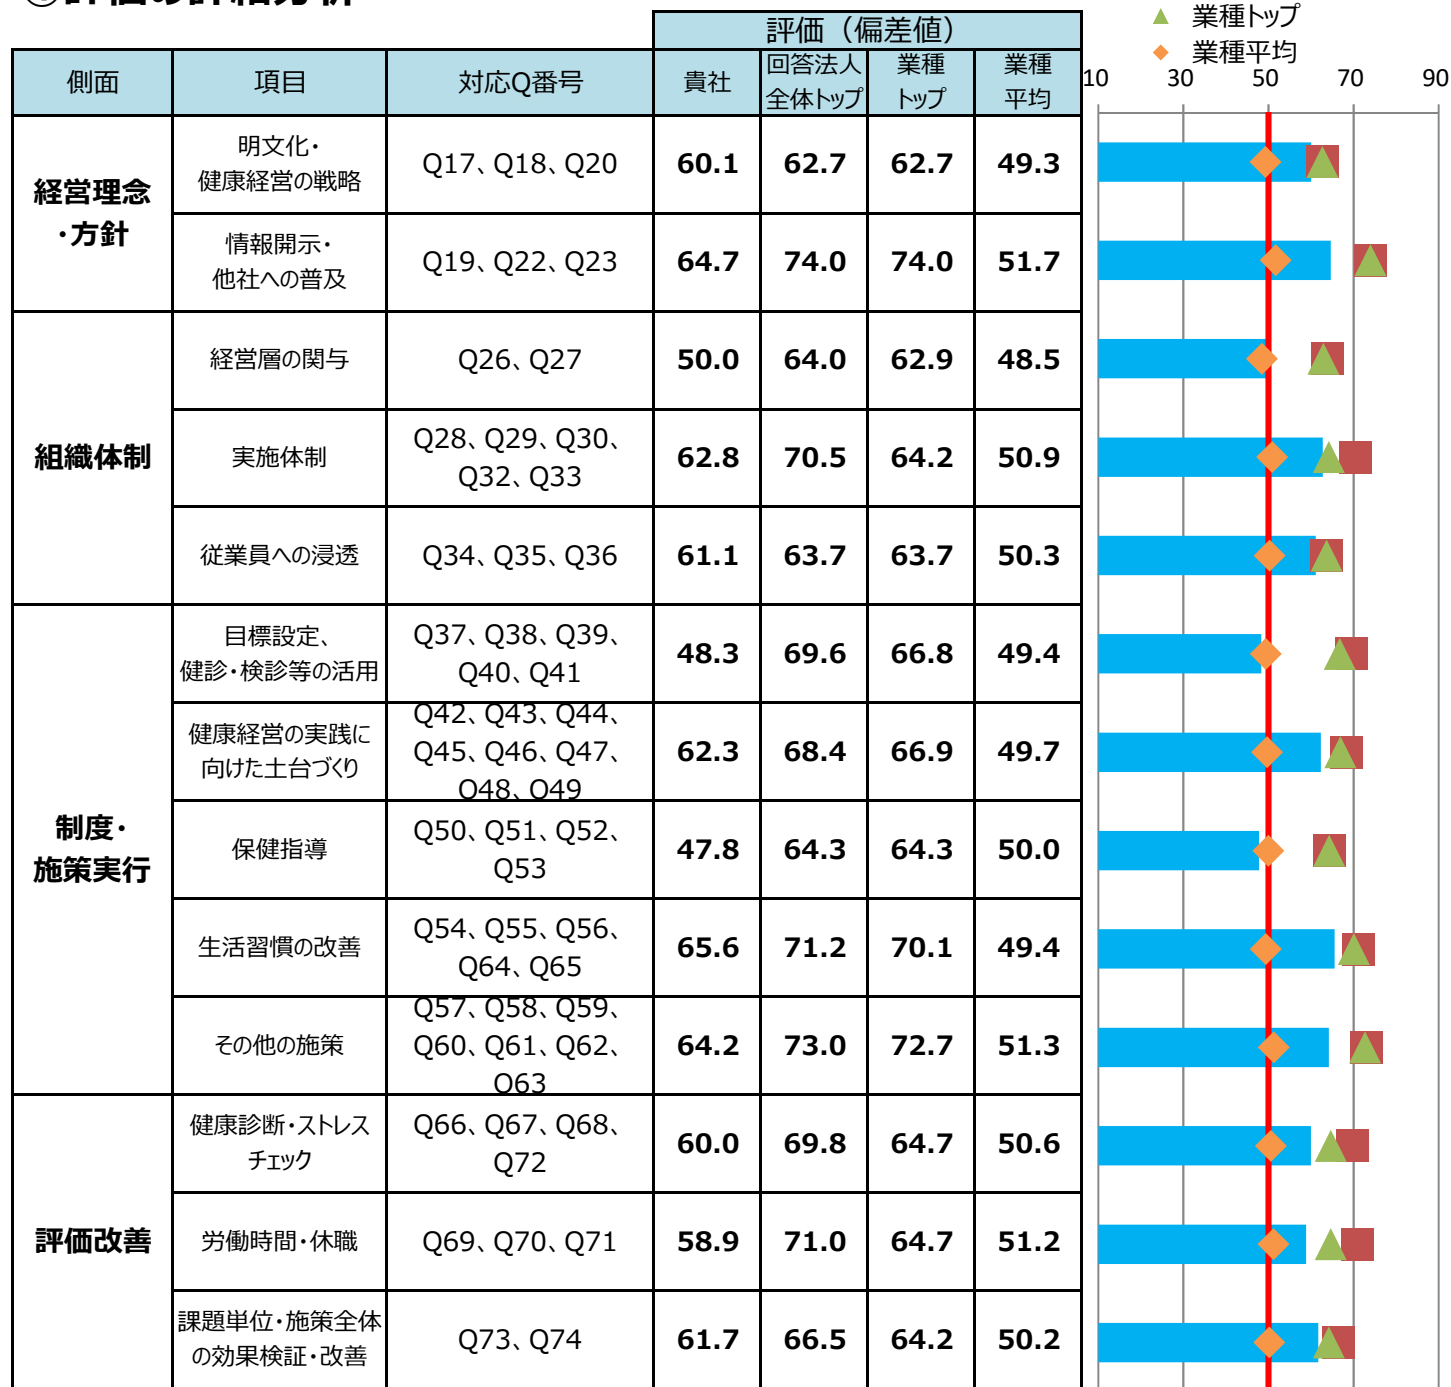 ①評価の詳細分析
▲ 業種トップ
◆ 業種平均
評価（偏差値）
側面 項目 対応Q番号 貴社 回答法人 業種 業種
全体トップ トップ 平均
10 30 50 70 90
経営理念
・方針
明文化・
健康経営の戦略
Q17、Q18、Q20 60.1 62.7 62.7 49.3
情報開示・
他社への普及
Q19、Q22、Q23 64.7 74.0 74.0 51.7
組織体制
経営層の関与 Q26、Q27 50.0 64.0 62.9 48.5
実施体制
Q28、Q29、Q30、
Q32、Q33
62.8 70.5 64.2 50.9
従業員への浸透 Q34、Q35、Q36 61.1 63.7 63.7 50.3
制度・
施策実行
目標設定、
健診・検診等の活用
Q37、Q38、Q39、
Q40、Q41
48.3 69.6 66.8 49.4
健康経営の実践に
向けた土台づくり
Q42、Q43、Q44、
Q45、Q46、Q47、
Q48、Q49
62.3 68.4 66.9 49.7
保健指導
Q50、Q51、Q52、
Q53
47.8 64.3 64.3 50.0
生活習慣の改善
Q54、Q55、Q56、
Q64、Q65
65.6 71.2 70.1 49.4
その他の施策
Q57、Q58、Q59、
Q60、Q61、Q62、
Q63
64.2 73.0 72.7 51.3
評価改善
健康診断・ストレス
チェック
Q66、Q67、Q68、
Q72
60.0 69.8 64.7 50.6
労働時間・休職 Q69、Q70、Q71 58.9 71.0 64.7 51.2
課題単位・施策全体
の効果検証・改善
Q73、Q74 61.7 66.5 64.2 50.2